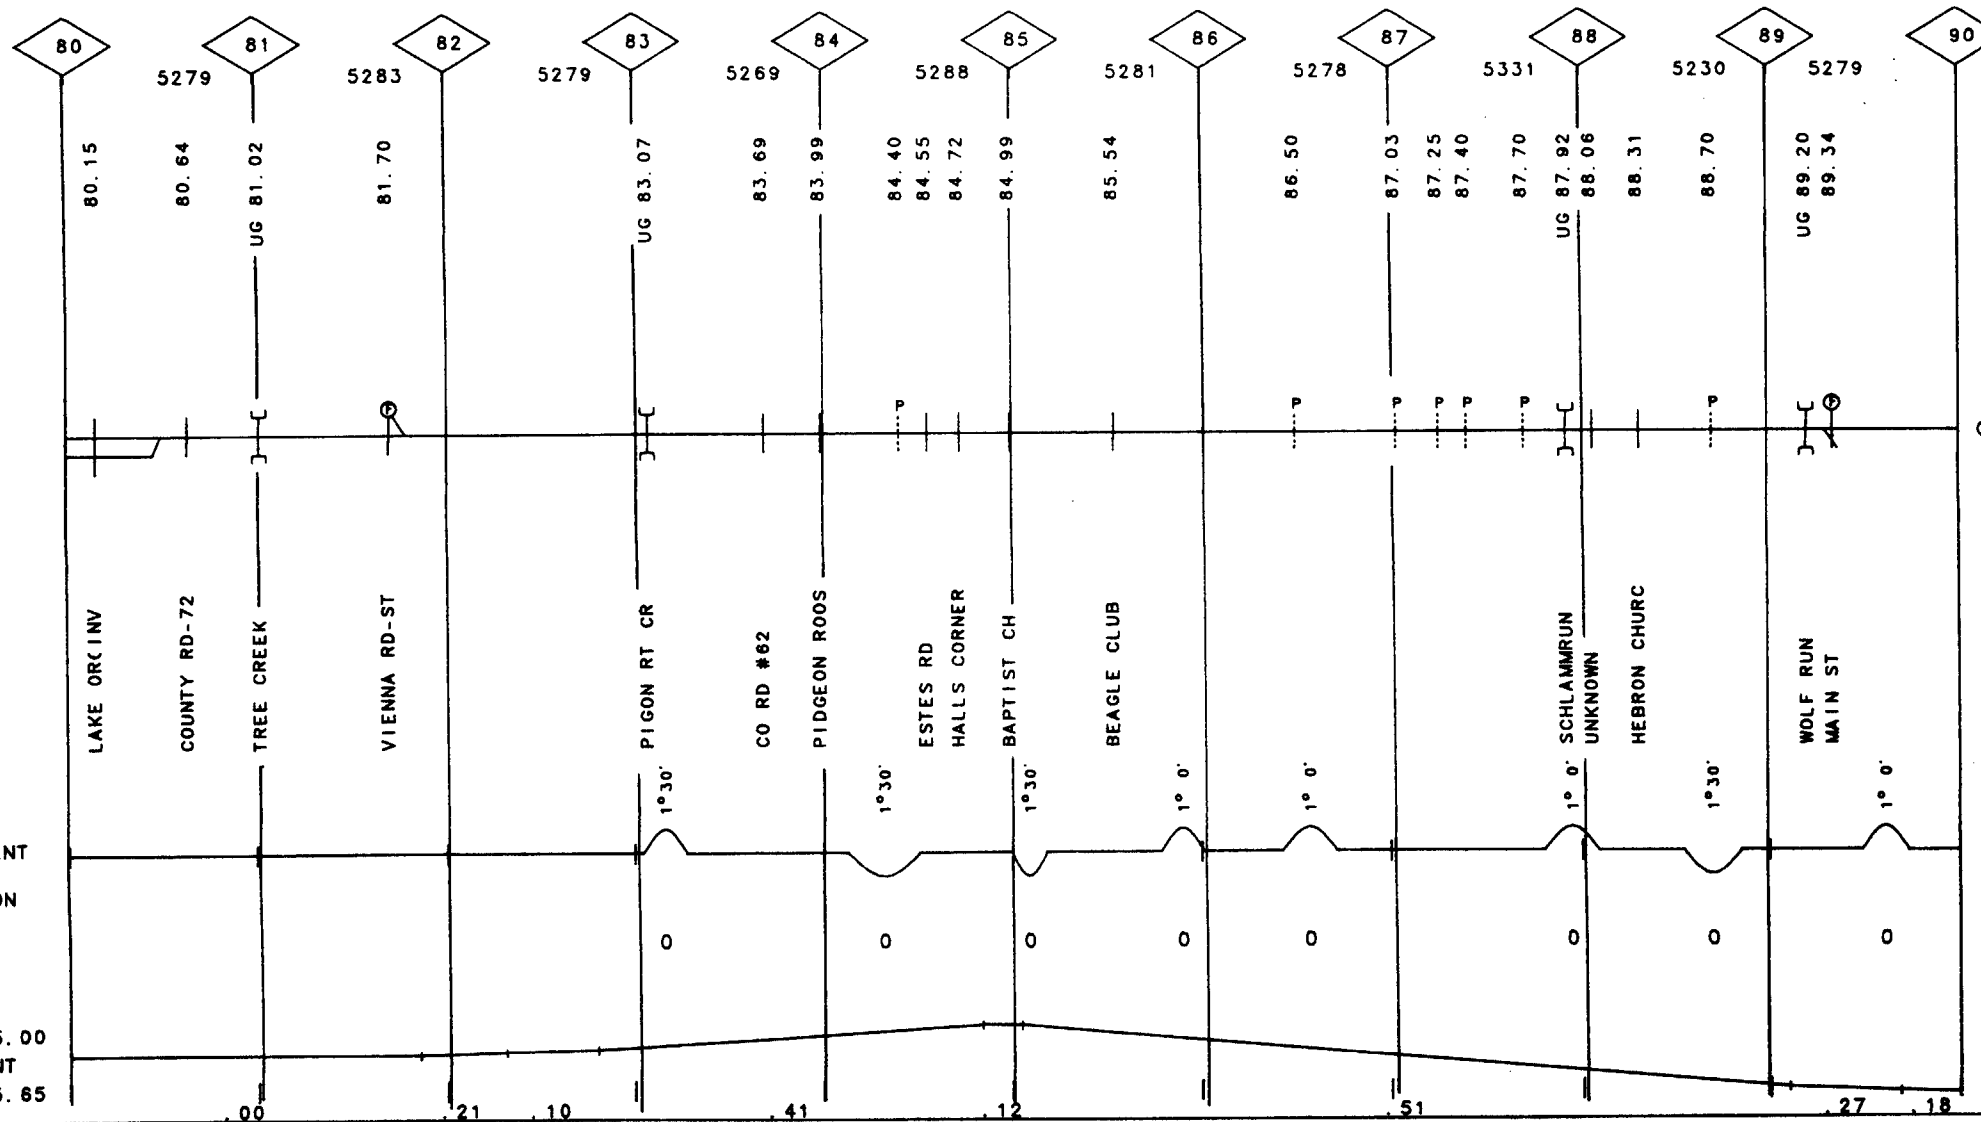 80 81 82 83 84 85 86 87 88 89 90
5279 5283 5279 5269 5288 5281 5278 5331 5230 5279
80.15
80.64
UG 81.02
81.70
UG 83.07
83.69
83.99
84.40
84.55
84.72
84.99
85.54
86.50
87.03
87.25
87.40
87.70
UG 87.92
88.06
88.31
88.70
UG 89.20
89.34
P P P P P P P
LAKE OR(INV
COUNTY RD-72
TREE CREEK
VIENNA RD-ST
PIGON RT CR
CO RD #62
PIDGEON ROOS
ESTES RD
HALLS CORNER
BAPTIST CH
BEAGLE CLUB
SCHLAMMRUN
UNKNOWN
HEBRON CHURC
WOLF RUN
MAIN ST
1°30' 1°30' 1°30' 1° 0' 1° 0' 1° 0' 1°30' 1° 0'
NT
ON
0 0 0 0 0 0 0 0
5.00
NT
5.65
.00 .21 .10 .41 .12 .51 .27 .18